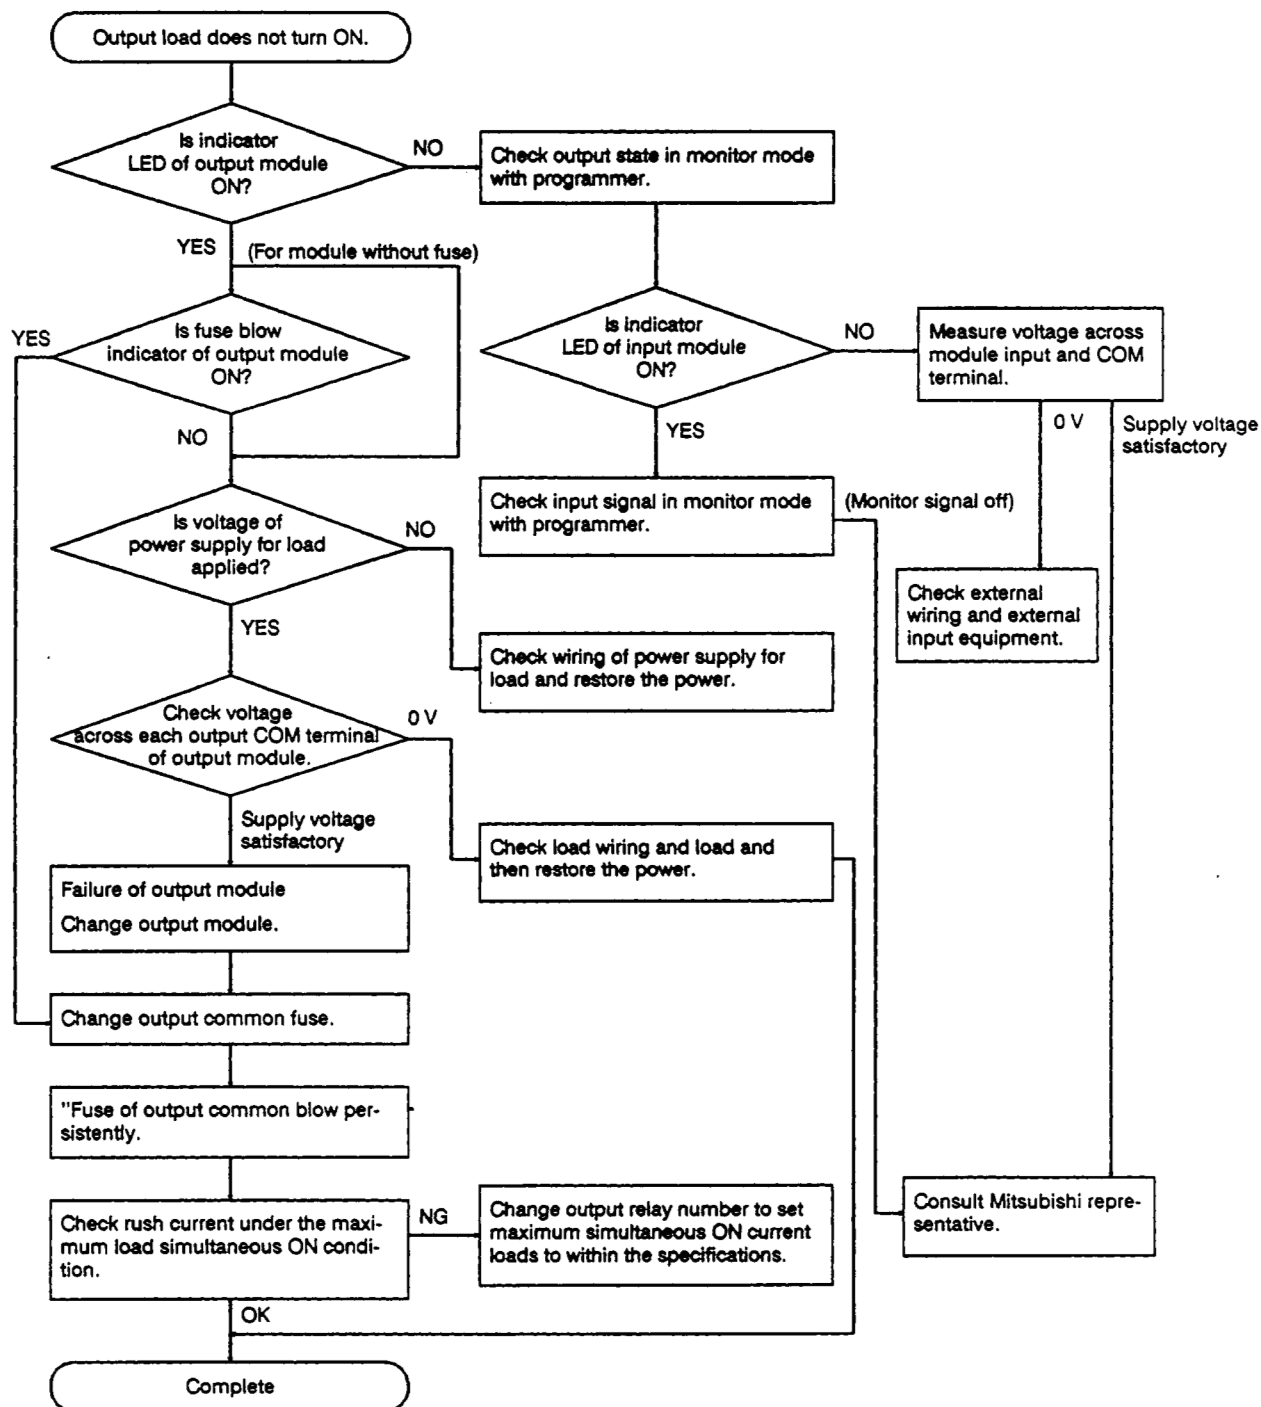 Output load does not turn ON.
Is indicator
LED of output module
ON?
NO
Check output state in monitor mode
with programmer.
YES
(For module without fuse)
YES
Is fuse blow
indicator of output module
ON?
Is indicator
LED of input module
ON?
NO
Measure voltage across
module input and COM
terminal.
NO
YES
0 V
Supply voltage
satisfactory
Check input signal in monitor mode
with programmer.
(Monitor signal off)
Is voltage of
power supply for load
applied?
NO
Check external
wiring and external
input equipment.
YES
Check wiring of power supply for
load and restore the power.
Check voltage
across each output COM terminal
of output module.
0 V
Supply voltage
satisfactory
Check load wiring and load and
then restore the power.
Failure of output module
Change output module.
Change output common fuse.
"Fuse of output common blow per-
sistently.
Check rush current under the maxi-
mum load simultaneous ON condi-
tion.
NG
Change output relay number to set
maximum simultaneous ON current
loads to within the specifications.
Consult Mitsubishi repre-
sentative.
OK
Complete